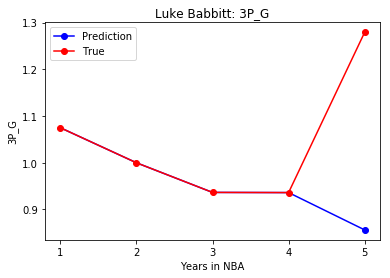 Luke Babbitt: 3P_G
Prediction
True
1.3
1.2
1.1
1.0
0.9
3P_G
1 2 3 4 5
Years in NBA